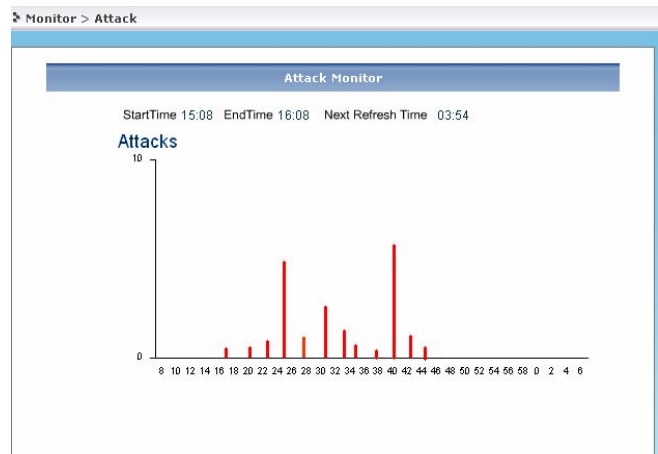 Monitor > Attack
Attack Monitor
StartTime 15:08 EndTime 16:08 Next Refresh Time 03:54
Attacks
10
0
8 10 12 14 16 18 20 22 24 26 28 30 32 34 36 38 40 42 44 46 48 50 52 54 56 58 0 2 4 6